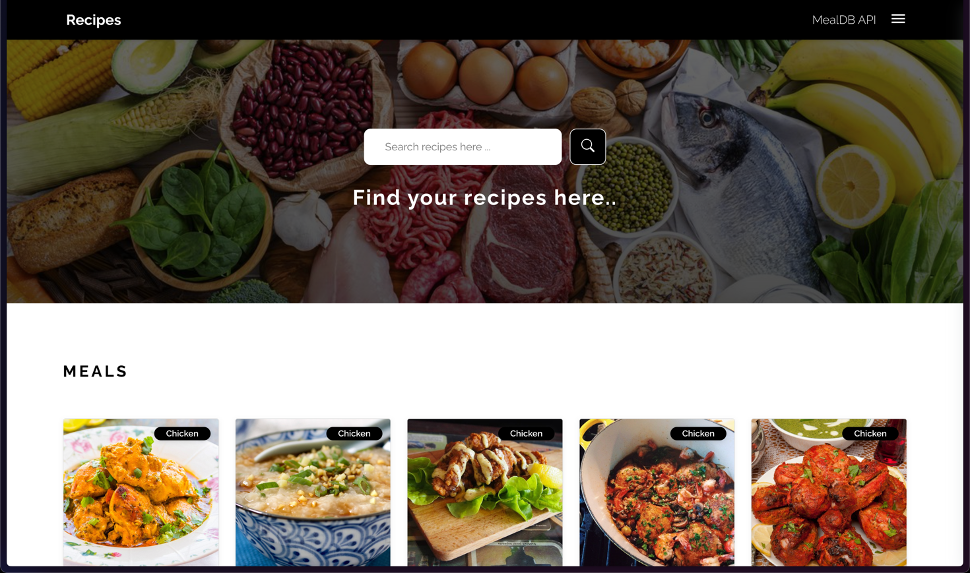 Recipes
MealDB API
Search recipes here ...
Find your recipes here..
MEALS
Chicken
Chicken
Chicken
Chicken
Chicken